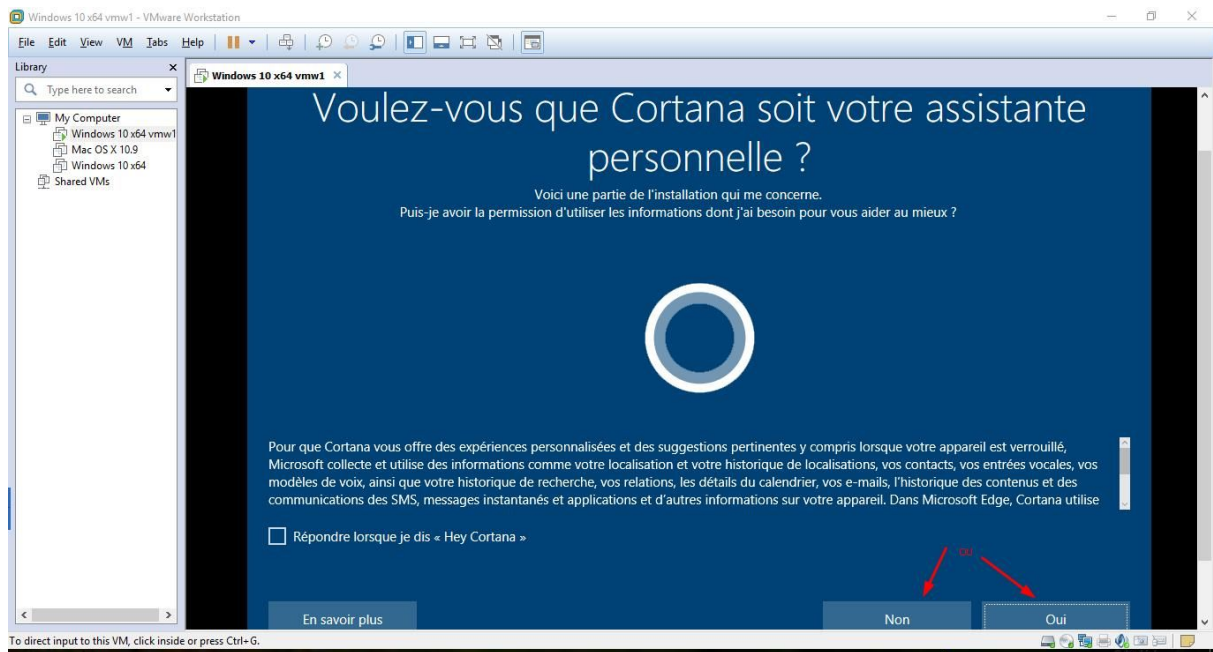 Windows 10 x64 vmw1 - VMware Workstation
File Edit View VM Tabs Help
Library
Windows 10 x64 vmw1
Type here to search
My Computer
Windows 10 x64 vmw1
Mac OS X 10.9
Windows 10 x64
Shared VMs
Voulez-vous que Cortana soit votre assistante
personnelle ?
Voici une partie de l'installation qui me concerne.
Puis-je avoir la permission d'utiliser les informations dont j'ai besoin pour vous aider au mieux ?
Pour que Cortana vous offre des expériences personnalisées et des suggestions pertinentes y compris lorsque votre appareil est verrouillé,
Microsoft collecte et utilise des informations comme votre localisation et votre historique de localisations, vos contacts, vos entrées vocales, vos
modèles de voix, ainsi que votre historique de recherche, vos relations, les détails du calendrier, vos e-mails, l'historique des contenus et des
communications des SMS, messages instantanés et applications et d'autres informations sur votre appareil. Dans Microsoft Edge, Cortana utilise
Répondre lorsque je dis « Hey Cortana »
ou
En savoir plus
Non
Oui
To direct input to this VM, click inside or press Ctrl+G.